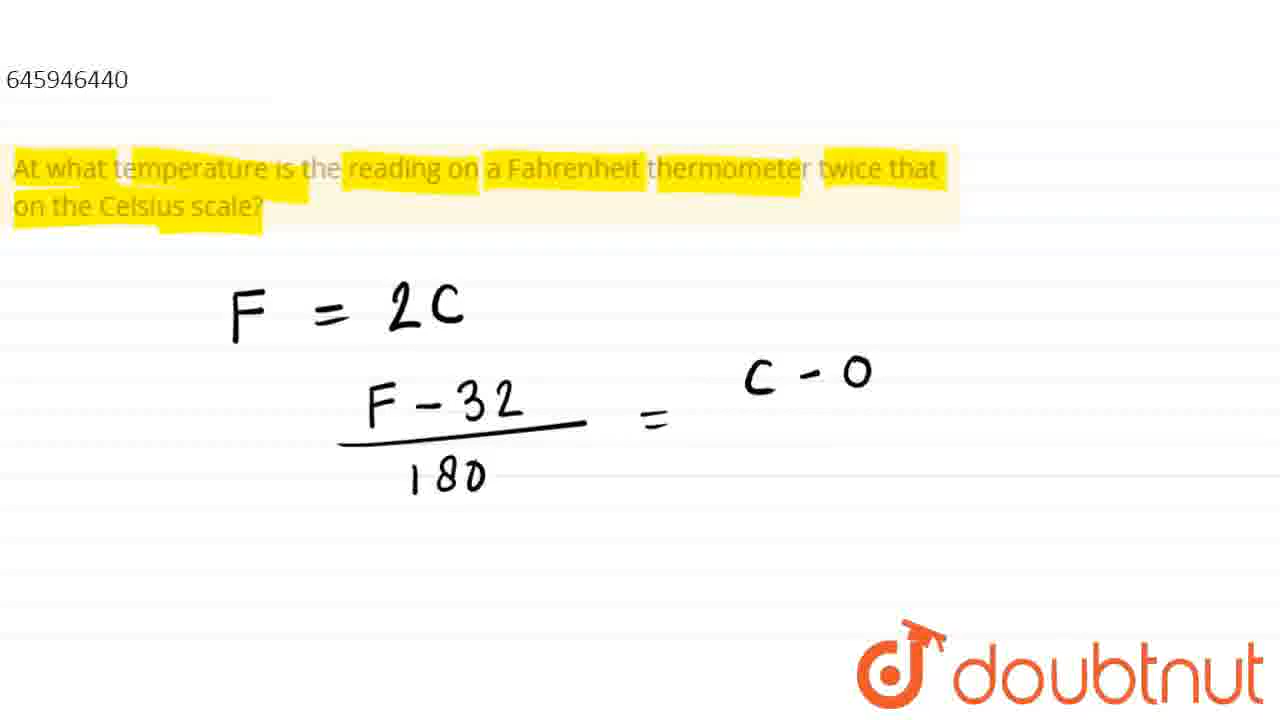 645946440
At what temperature is the reading on a Fahrenheit thermometer twice that
on the Celsius scale?
F = 2C
F - 32 = C - 0
180
doubtnut